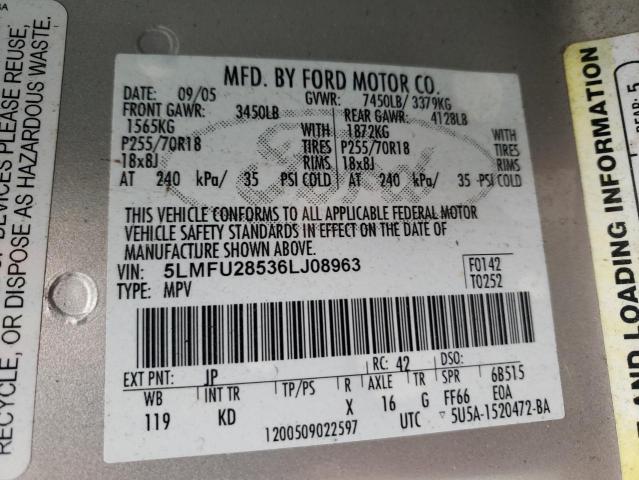 MFD. BY FORD MOTOR CO.
DATE: 09/05 GVWR: 7450LB/ 3379KG
FRONT GAWR: 3450LB REAR GAWR: 4128LB
1565KG 1872KG
P255/70R18 TIRES P255/70R18 TIRES
18x8J RIMS 18x8J RIMS
AT 240 kPa/ 35 PSI COLD AT 240 kPa/ 35 PSI COLD
THIS VEHICLE CONFORMS TO ALL APPLICABLE FEDERAL MOTOR
VEHICLE SAFETY STANDARDS IN EFFECT ON THE DATE OF
MANUFACTURE SHOWN ABOVE.
VIN: 5LMFU28536LJ08963 F0142
TYPE: MPV T0252
EXT PNT: JP RC: 42 DSO:
WB INT TR TP/PS R AXLE TR SPR 6B515
119 KD X 16 G FF66 E0A
1200509022597 UTC 5U5A-1520472-BA
DEVICES PLEASE REUSE,
RECYCLE, OR DISPOSE AS HAZARDOUS WASTE.
AND LOADING INFORMATION
REAR: 5